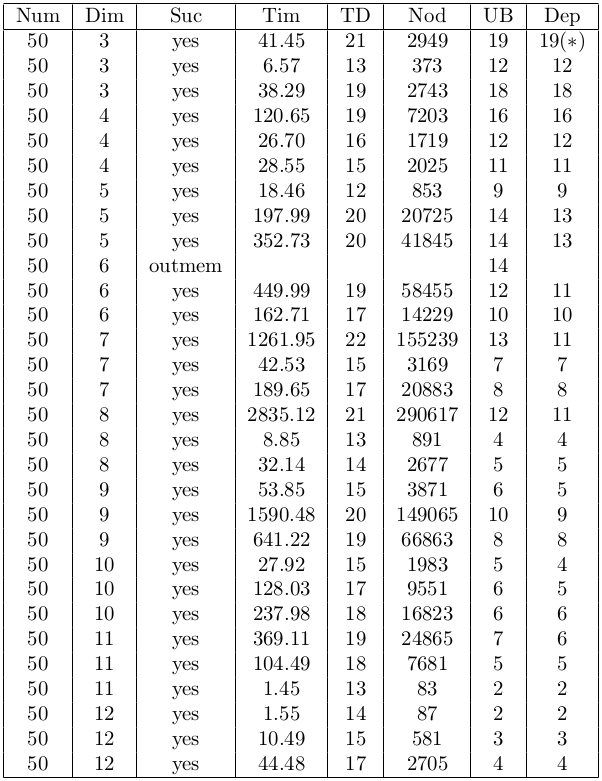 Num Dim Suc Tim TD Nod UB Dep
50 3 yes 41.45 21 2949 19 19(*)
50 3 yes 6.57 13 373 12 12
50 3 yes 38.29 19 2743 18 18
50 4 yes 120.65 19 7203 16 16
50 4 yes 26.70 16 1719 12 12
50 4 yes 28.55 15 2025 11 11
50 5 yes 18.46 12 853 9 9
50 5 yes 197.99 20 20725 14 13
50 5 yes 352.73 20 41845 14 13
50 6 outmem 14
50 6 yes 449.99 19 58455 12 11
50 6 yes 162.71 17 14229 10 10
50 7 yes 1261.95 22 155239 13 11
50 7 yes 42.53 15 3169 7 7
50 7 yes 189.65 17 20883 8 8
50 8 yes 2835.12 21 290617 12 11
50 8 yes 8.85 13 891 4 4
50 8 yes 32.14 14 2677 5 5
50 9 yes 53.85 15 3871 6 5
50 9 yes 1590.48 20 149065 10 9
50 9 yes 641.22 19 66863 8 8
50 10 yes 27.92 15 1983 5 4
50 10 yes 128.03 17 9551 6 5
50 10 yes 237.98 18 16823 6 6
50 11 yes 369.11 19 24865 7 6
50 11 yes 104.49 18 7681 5 5
50 11 yes 1.45 13 83 2 2
50 12 yes 1.55 14 87 2 2
50 12 yes 10.49 15 581 3 3
50 12 yes 44.48 17 2705 4 4